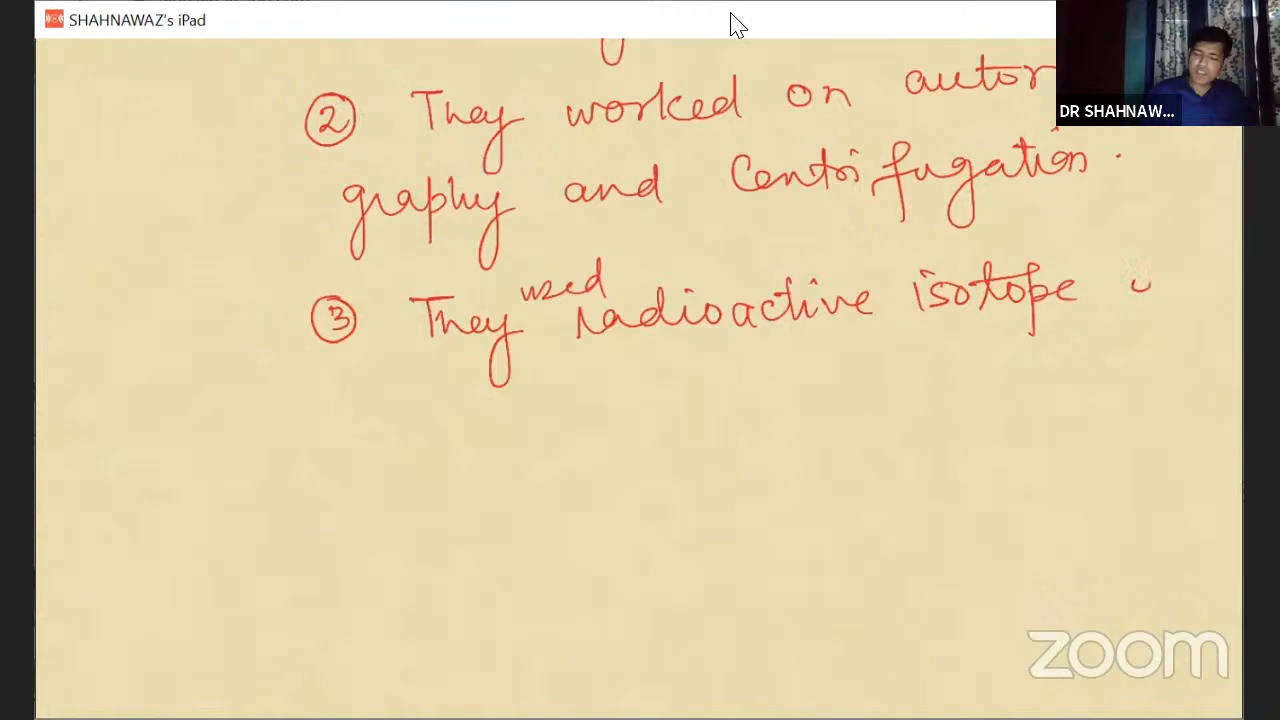 SHAHNAWAZ's iPad
② They worked on autor
DR SHAHNAW...
graphy and Centrifugation.
③ They used radioactive isotope
zoom